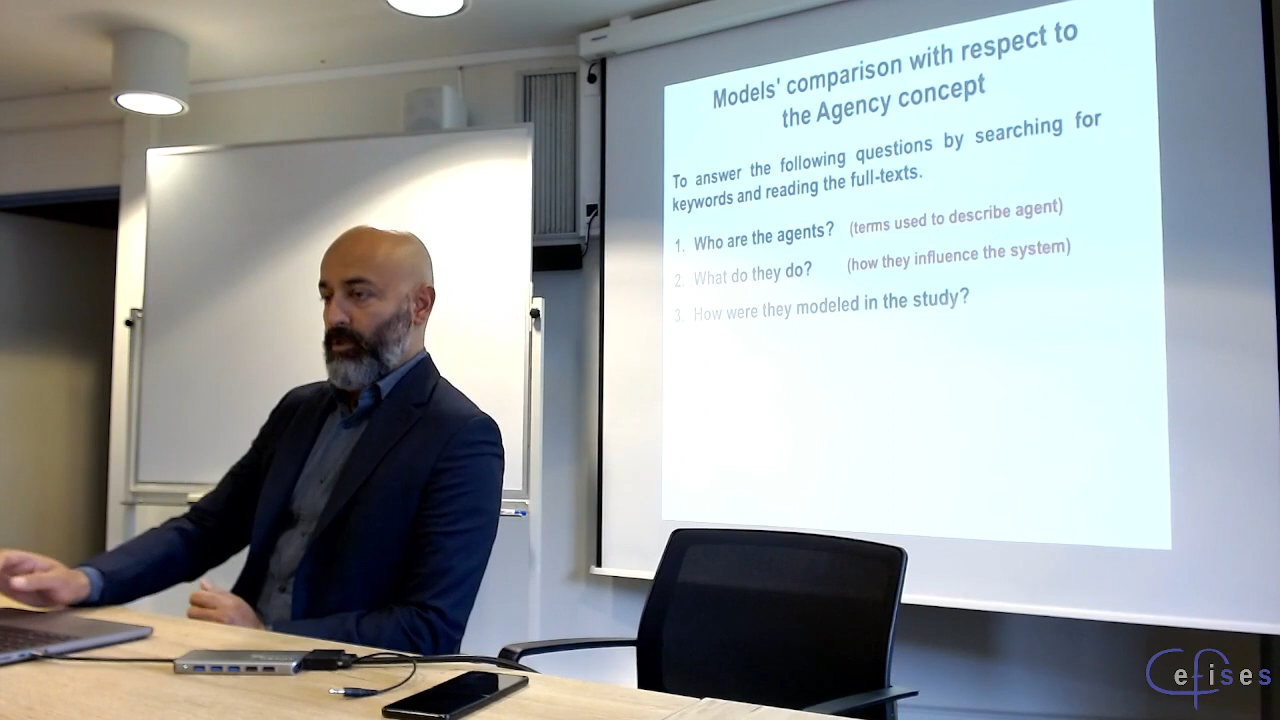 Models' comparison with respect to
the Agency concept
To answer the following questions by searching for
keywords and reading the full-texts.
1. Who are the agents? (terms used to describe agent)
2. What do they do? (how they influence the system)
3. How were they modeled in the study?
Cefises